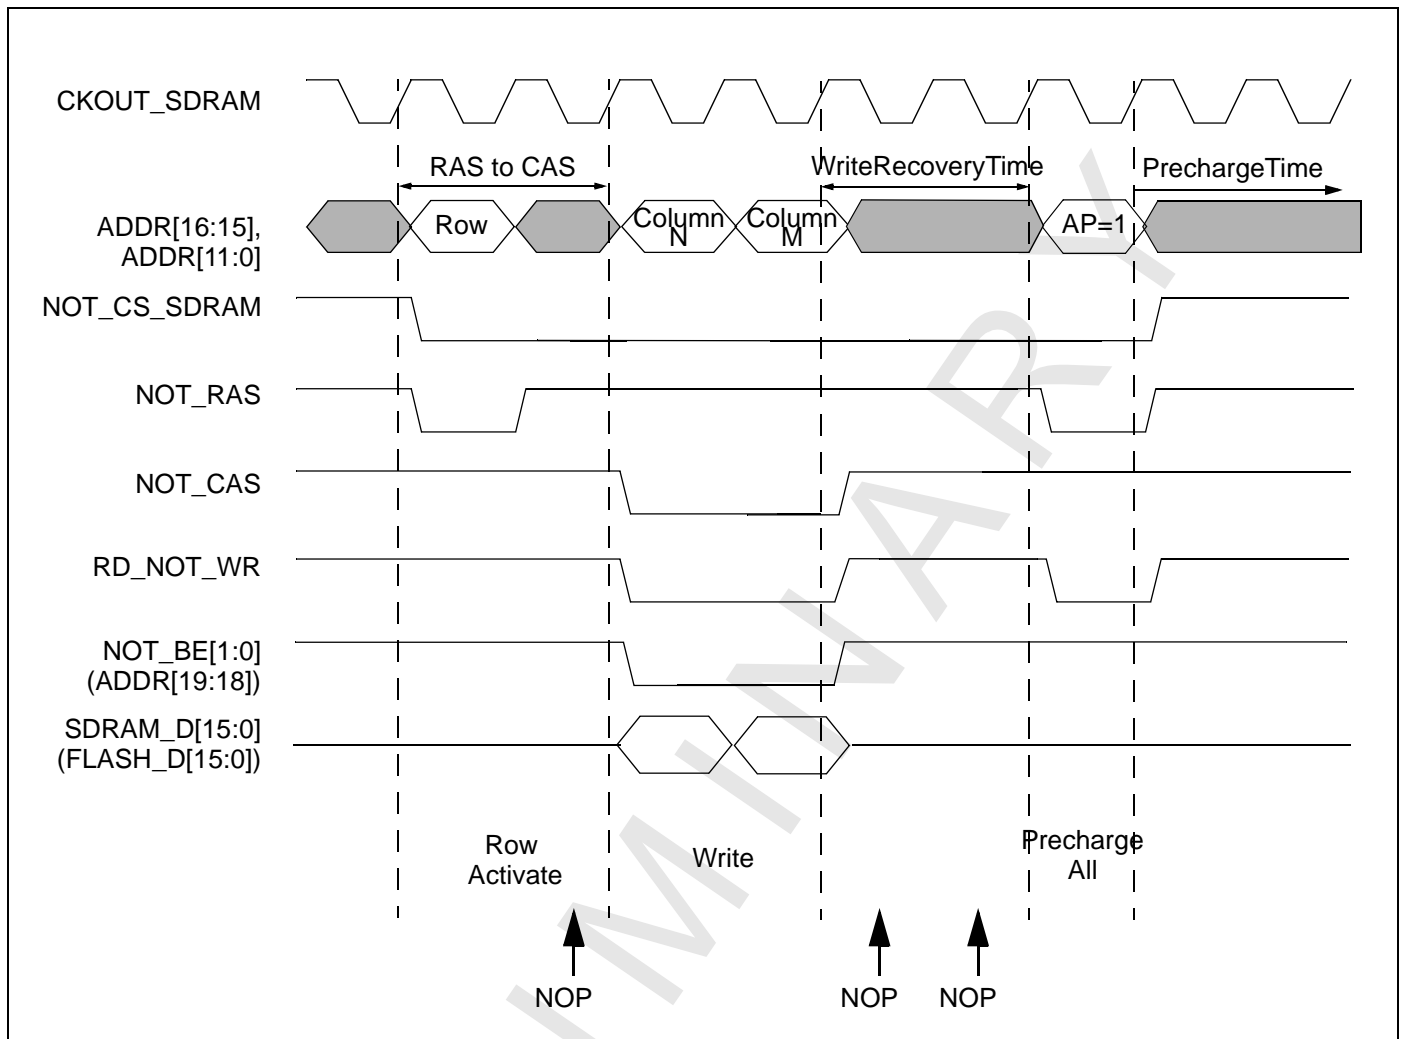 CKOUT_SDRAM
RAS to CAS
WriteRecoveryTime
PrechargeTime
ADDR[16:15],
ADDR[11:0]
Row
Column
N
Column
M
AP=1
NOT_CS_SDRAM
NOT_RAS
NOT_CAS
RD_NOT_WR
NOT_BE[1:0]
(ADDR[19:18])
SDRAM_D[15:0]
(FLASH_D[15:0])
Row
Activate
Write
Precharge
All
NOP
NOP
NOP
IMINARY